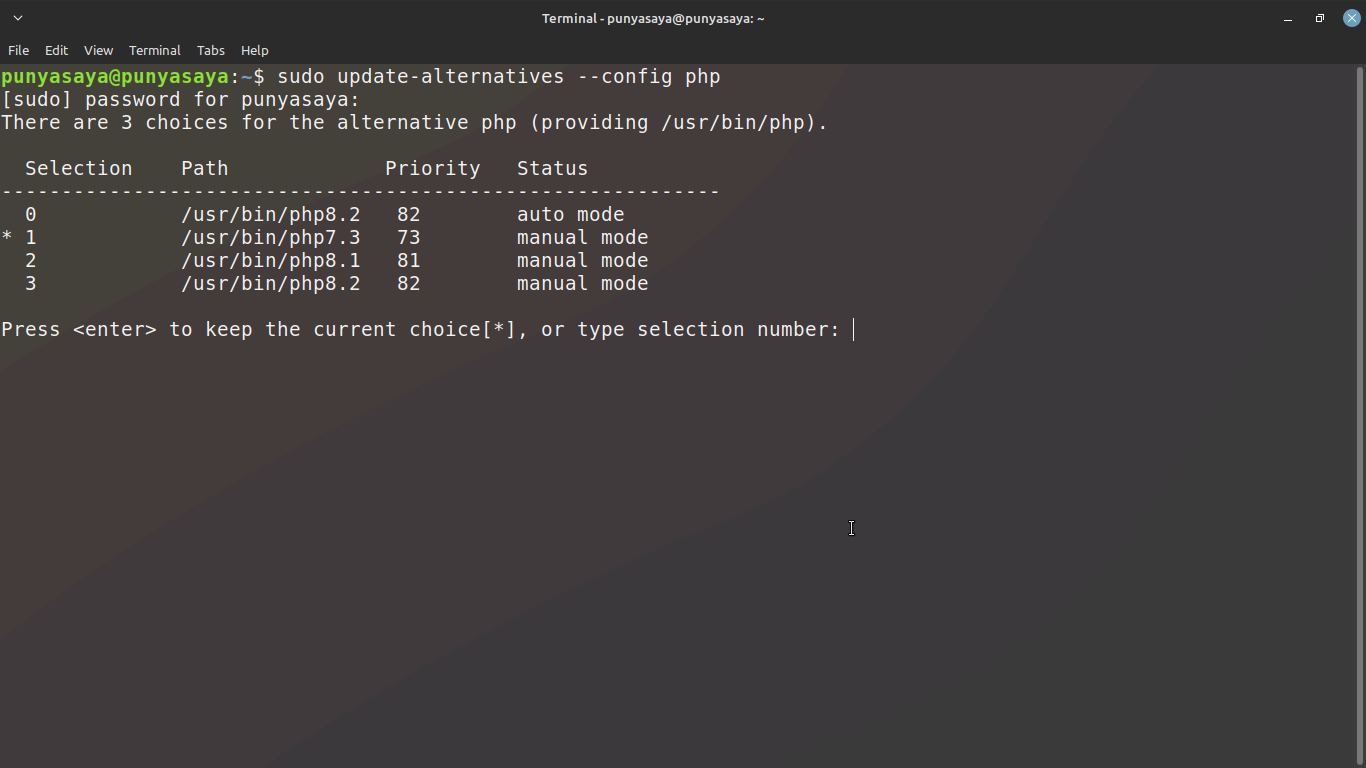 Terminal - punyasaya@punyasaya: ~
File Edit View Terminal Tabs Help
punyasaya@punyasaya:~$ sudo update-alternatives --config php
[sudo] password for punyasaya:
There are 3 choices for the alternative php (providing /usr/bin/php).
  Selection    Path             Priority   Status
------------------------------------------------------------
  0            /usr/bin/php8.2   82        auto mode
* 1            /usr/bin/php7.3   73        manual mode
  2            /usr/bin/php8.1   81        manual mode
  3            /usr/bin/php8.2   82        manual mode
Press <enter> to keep the current choice[*], or type selection number: